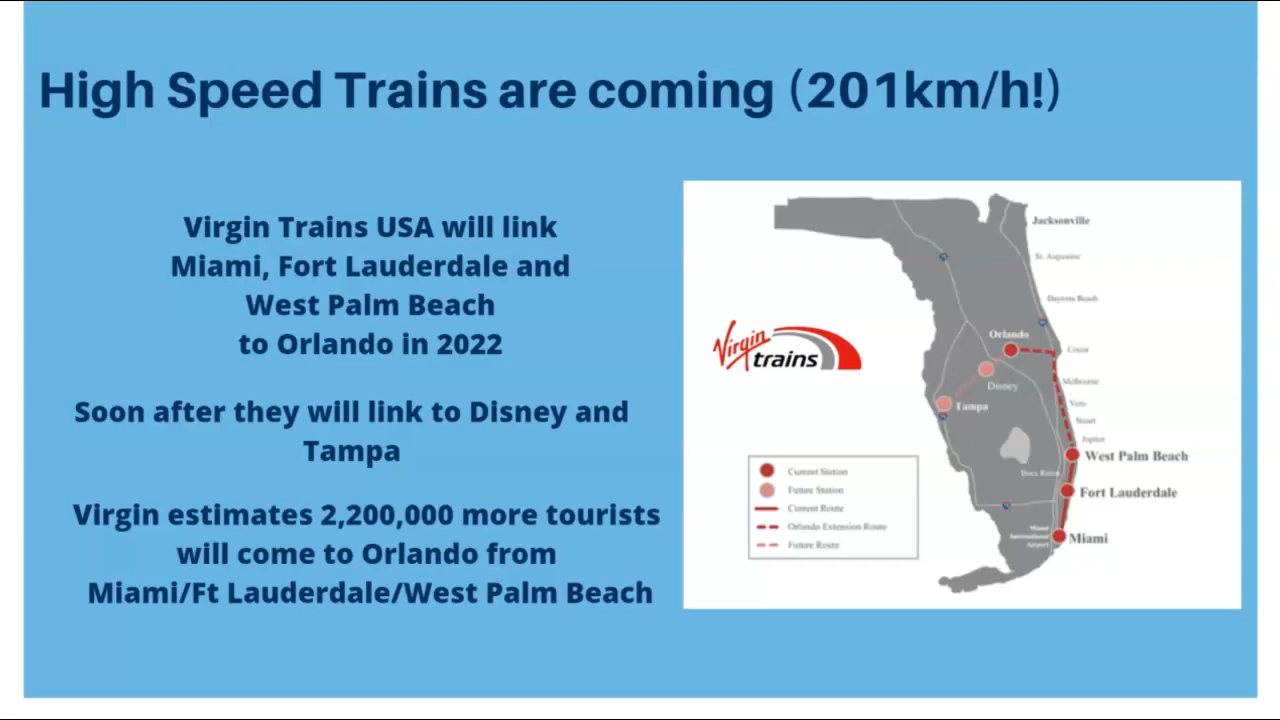 High Speed Trains are coming (201km/h!)
Virgin Trains USA will link
Miami, Fort Lauderdale and
West Palm Beach
to Orlando in 2022
Soon after they will link to Disney and
Tampa
Virgin estimates 2,200,000 more tourists
will come to Orlando from
Miami/Ft Lauderdale/West Palm Beach
Virgin
trains
Jacksonville
St. Augustine
Daytona Beach
Orlando
Cocoa
Disney
Melbourne
Tampa
Vero
Stuart
Jupiter
West Palm Beach
Boca Raton
Fort Lauderdale
Miami
International
Airport
Miami
Current Station
Future Station
Current Route
Orlando Extension Route
Future Route